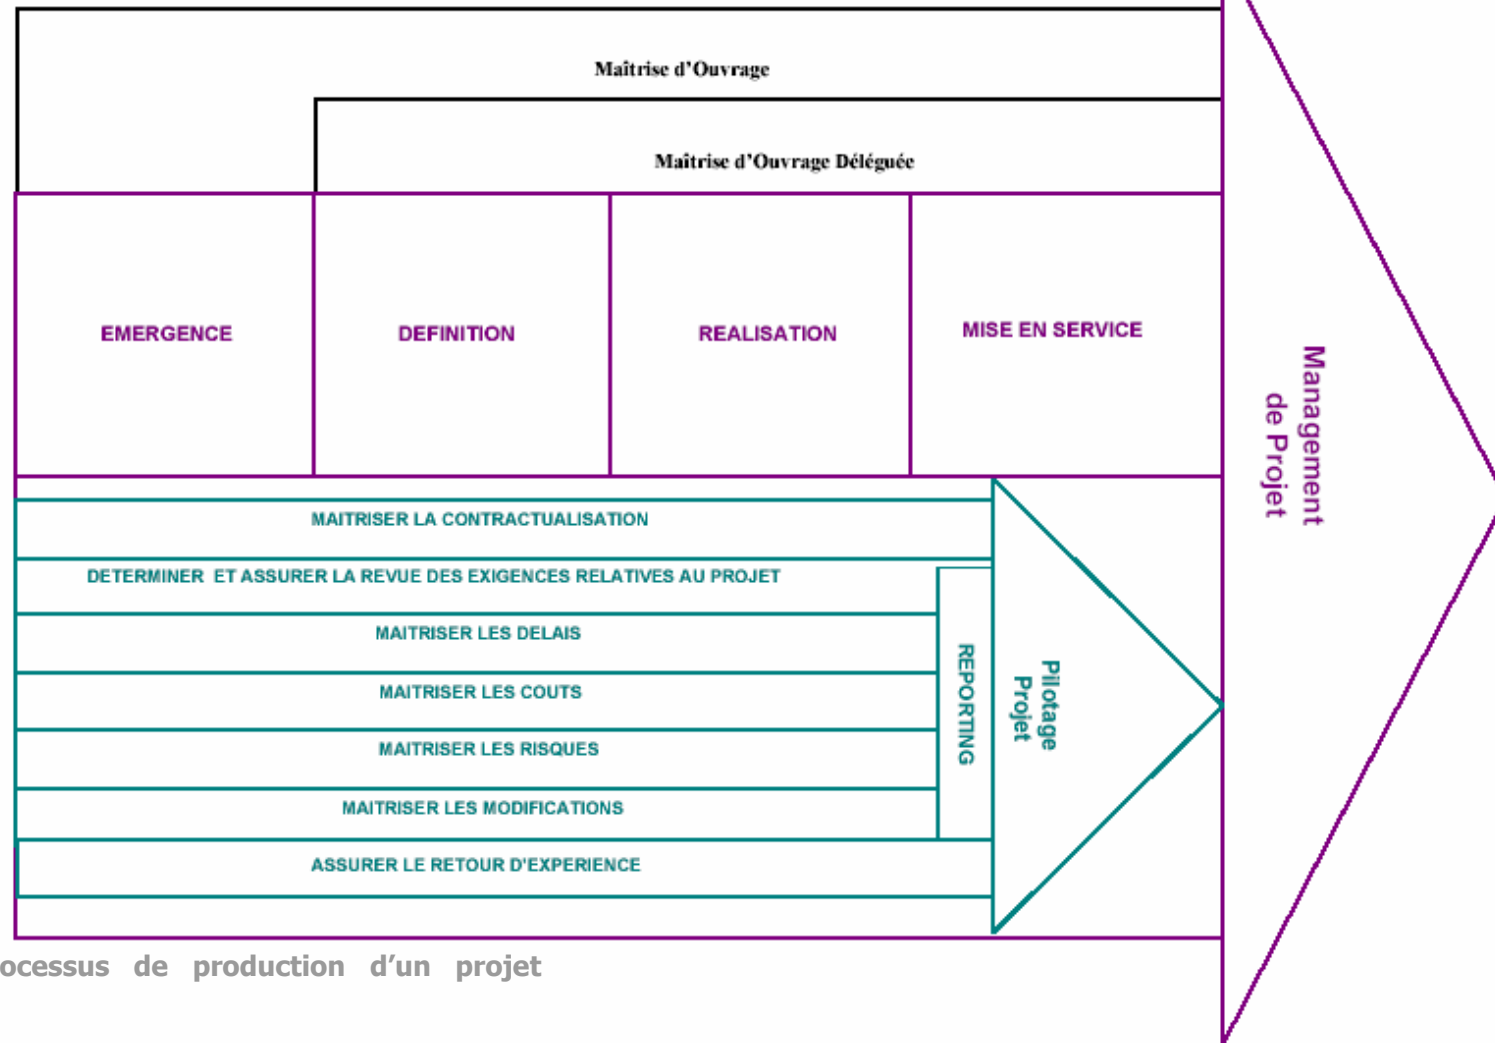 Maîtrise d'Ouvrage
Maîtrise d'Ouvrage Déléguée
EMERGENCE
DEFINITION
REALISATION
MISE EN SERVICE
Management
de Projet
MAITRISER LA CONTRACTUALISATION
DETERMINER ET ASSURER LA REVUE DES EXIGENCES RELATIVES AU PROJET
MAITRISER LES DELAIS
MAITRISER LES COUTS
MAITRISER LES RISQUES
MAITRISER LES MODIFICATIONS
ASSURER LE RETOUR D'EXPERIENCE
REPORTING
Pilotage
Projet
ocessus de production d'un projet